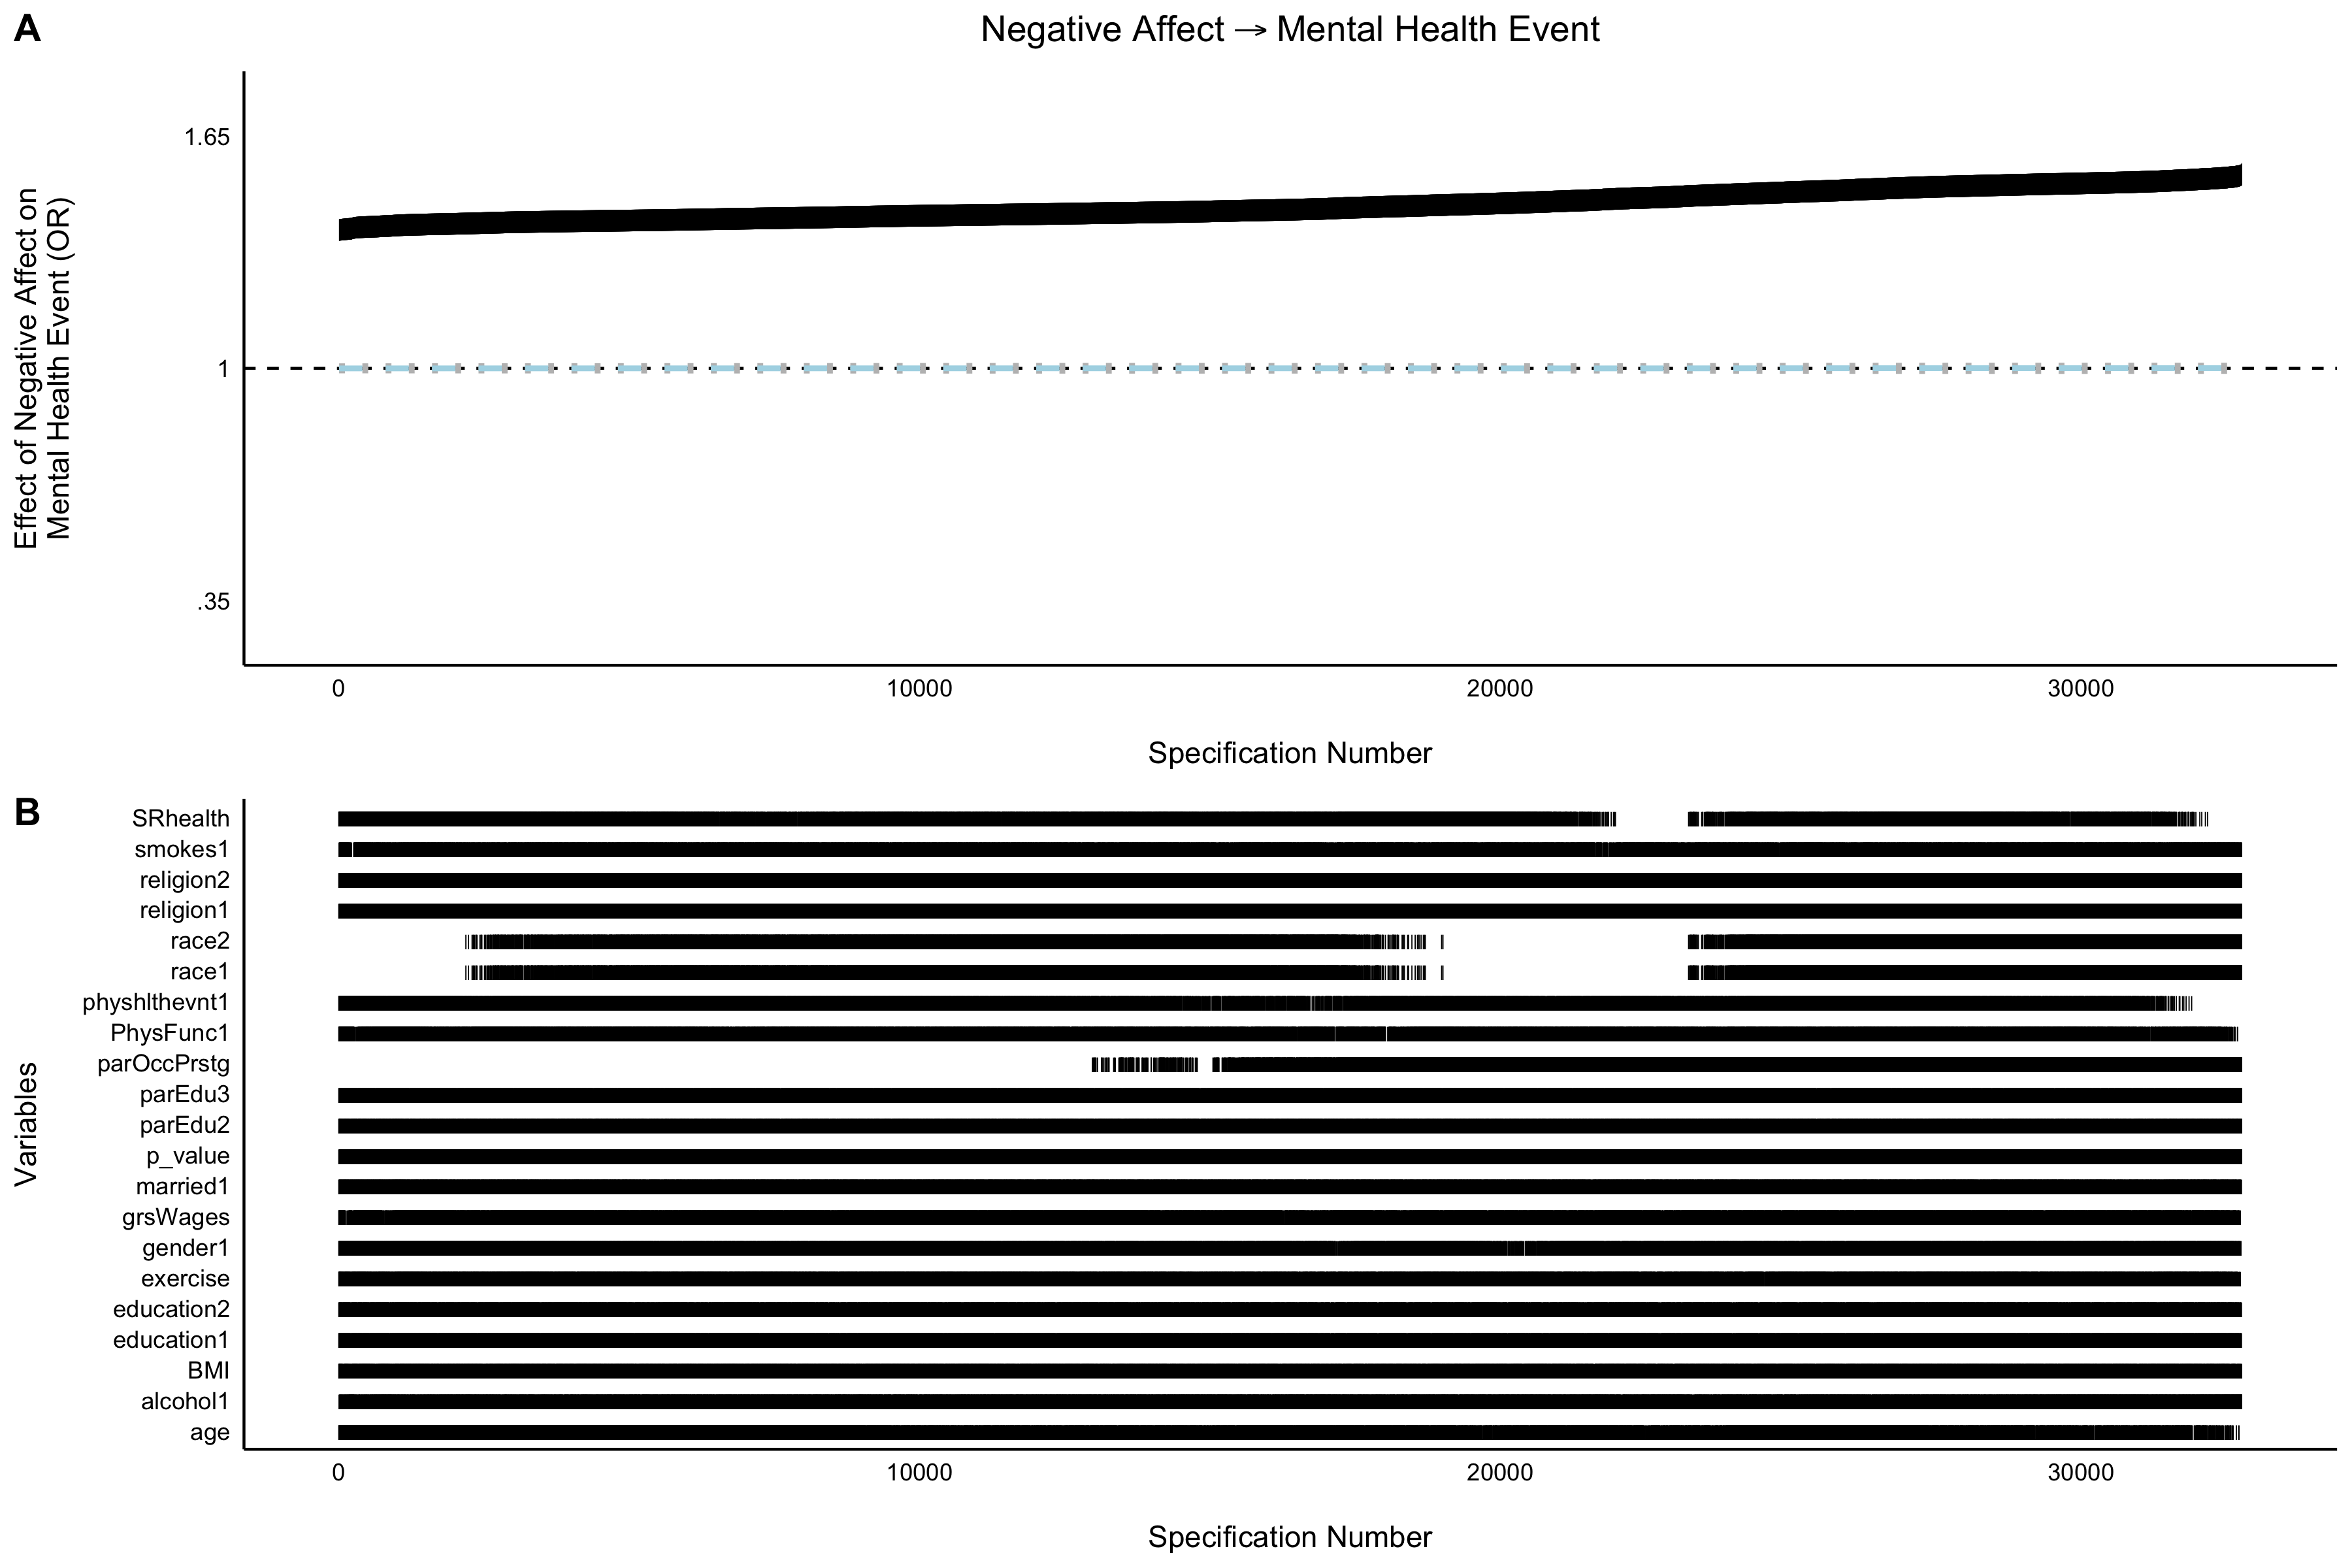 A
Negative Affect → Mental Health Event
Effect of Negative Affect on
Mental Health Event (OR)
1.65
1
.35
0 10000 20000 30000
Specification Number
B
Variables
SRhealth
smokes1
religion2
religion1
race2
race1
physhlthevnt1
PhysFunc1
parOccPrstg
parEdu3
parEdu2
p_value
married1
grsWages
gender1
exercise
education2
education1
BMI
alcohol1
age
0 10000 20000 30000
Specification Number